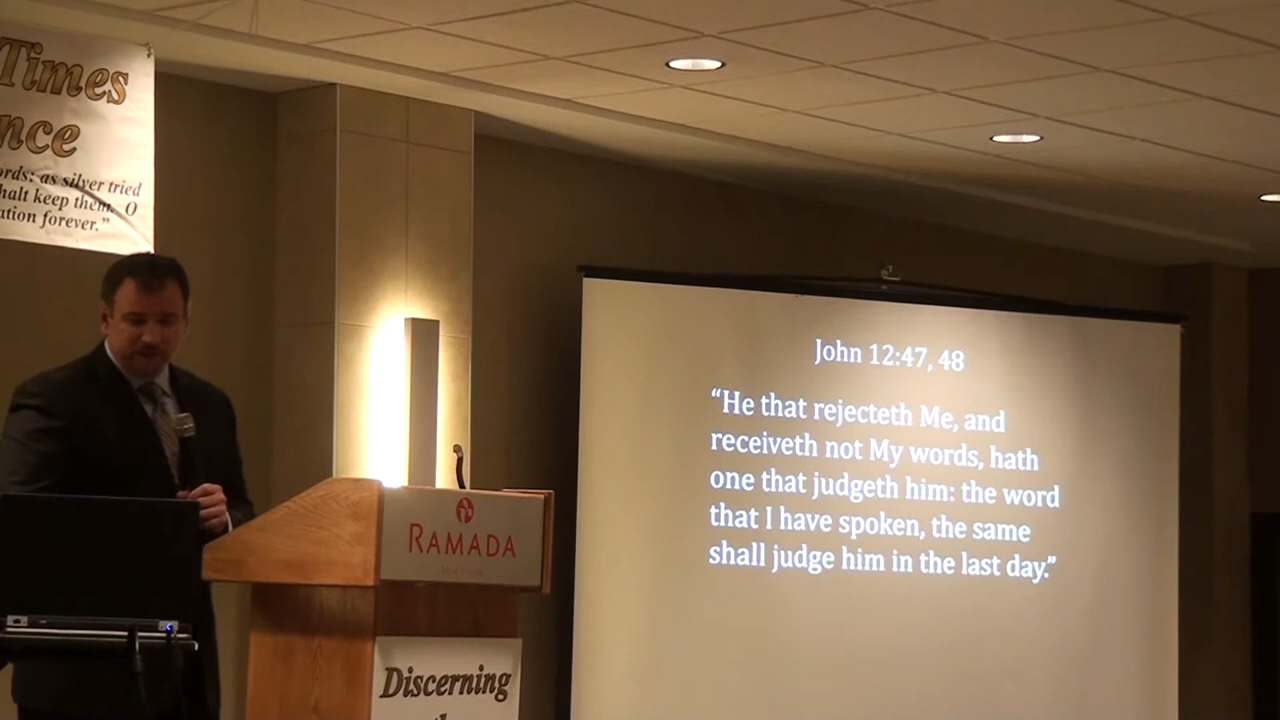 Times
nce
ords: as silver tried
halt keep them, O
ation forever."
John 12:47, 48
"He that rejecteth Me, and
receiveth not My words, hath
one that judgeth him: the word
that I have spoken, the same
shall judge him in the last day."
RAMADA
Discerning